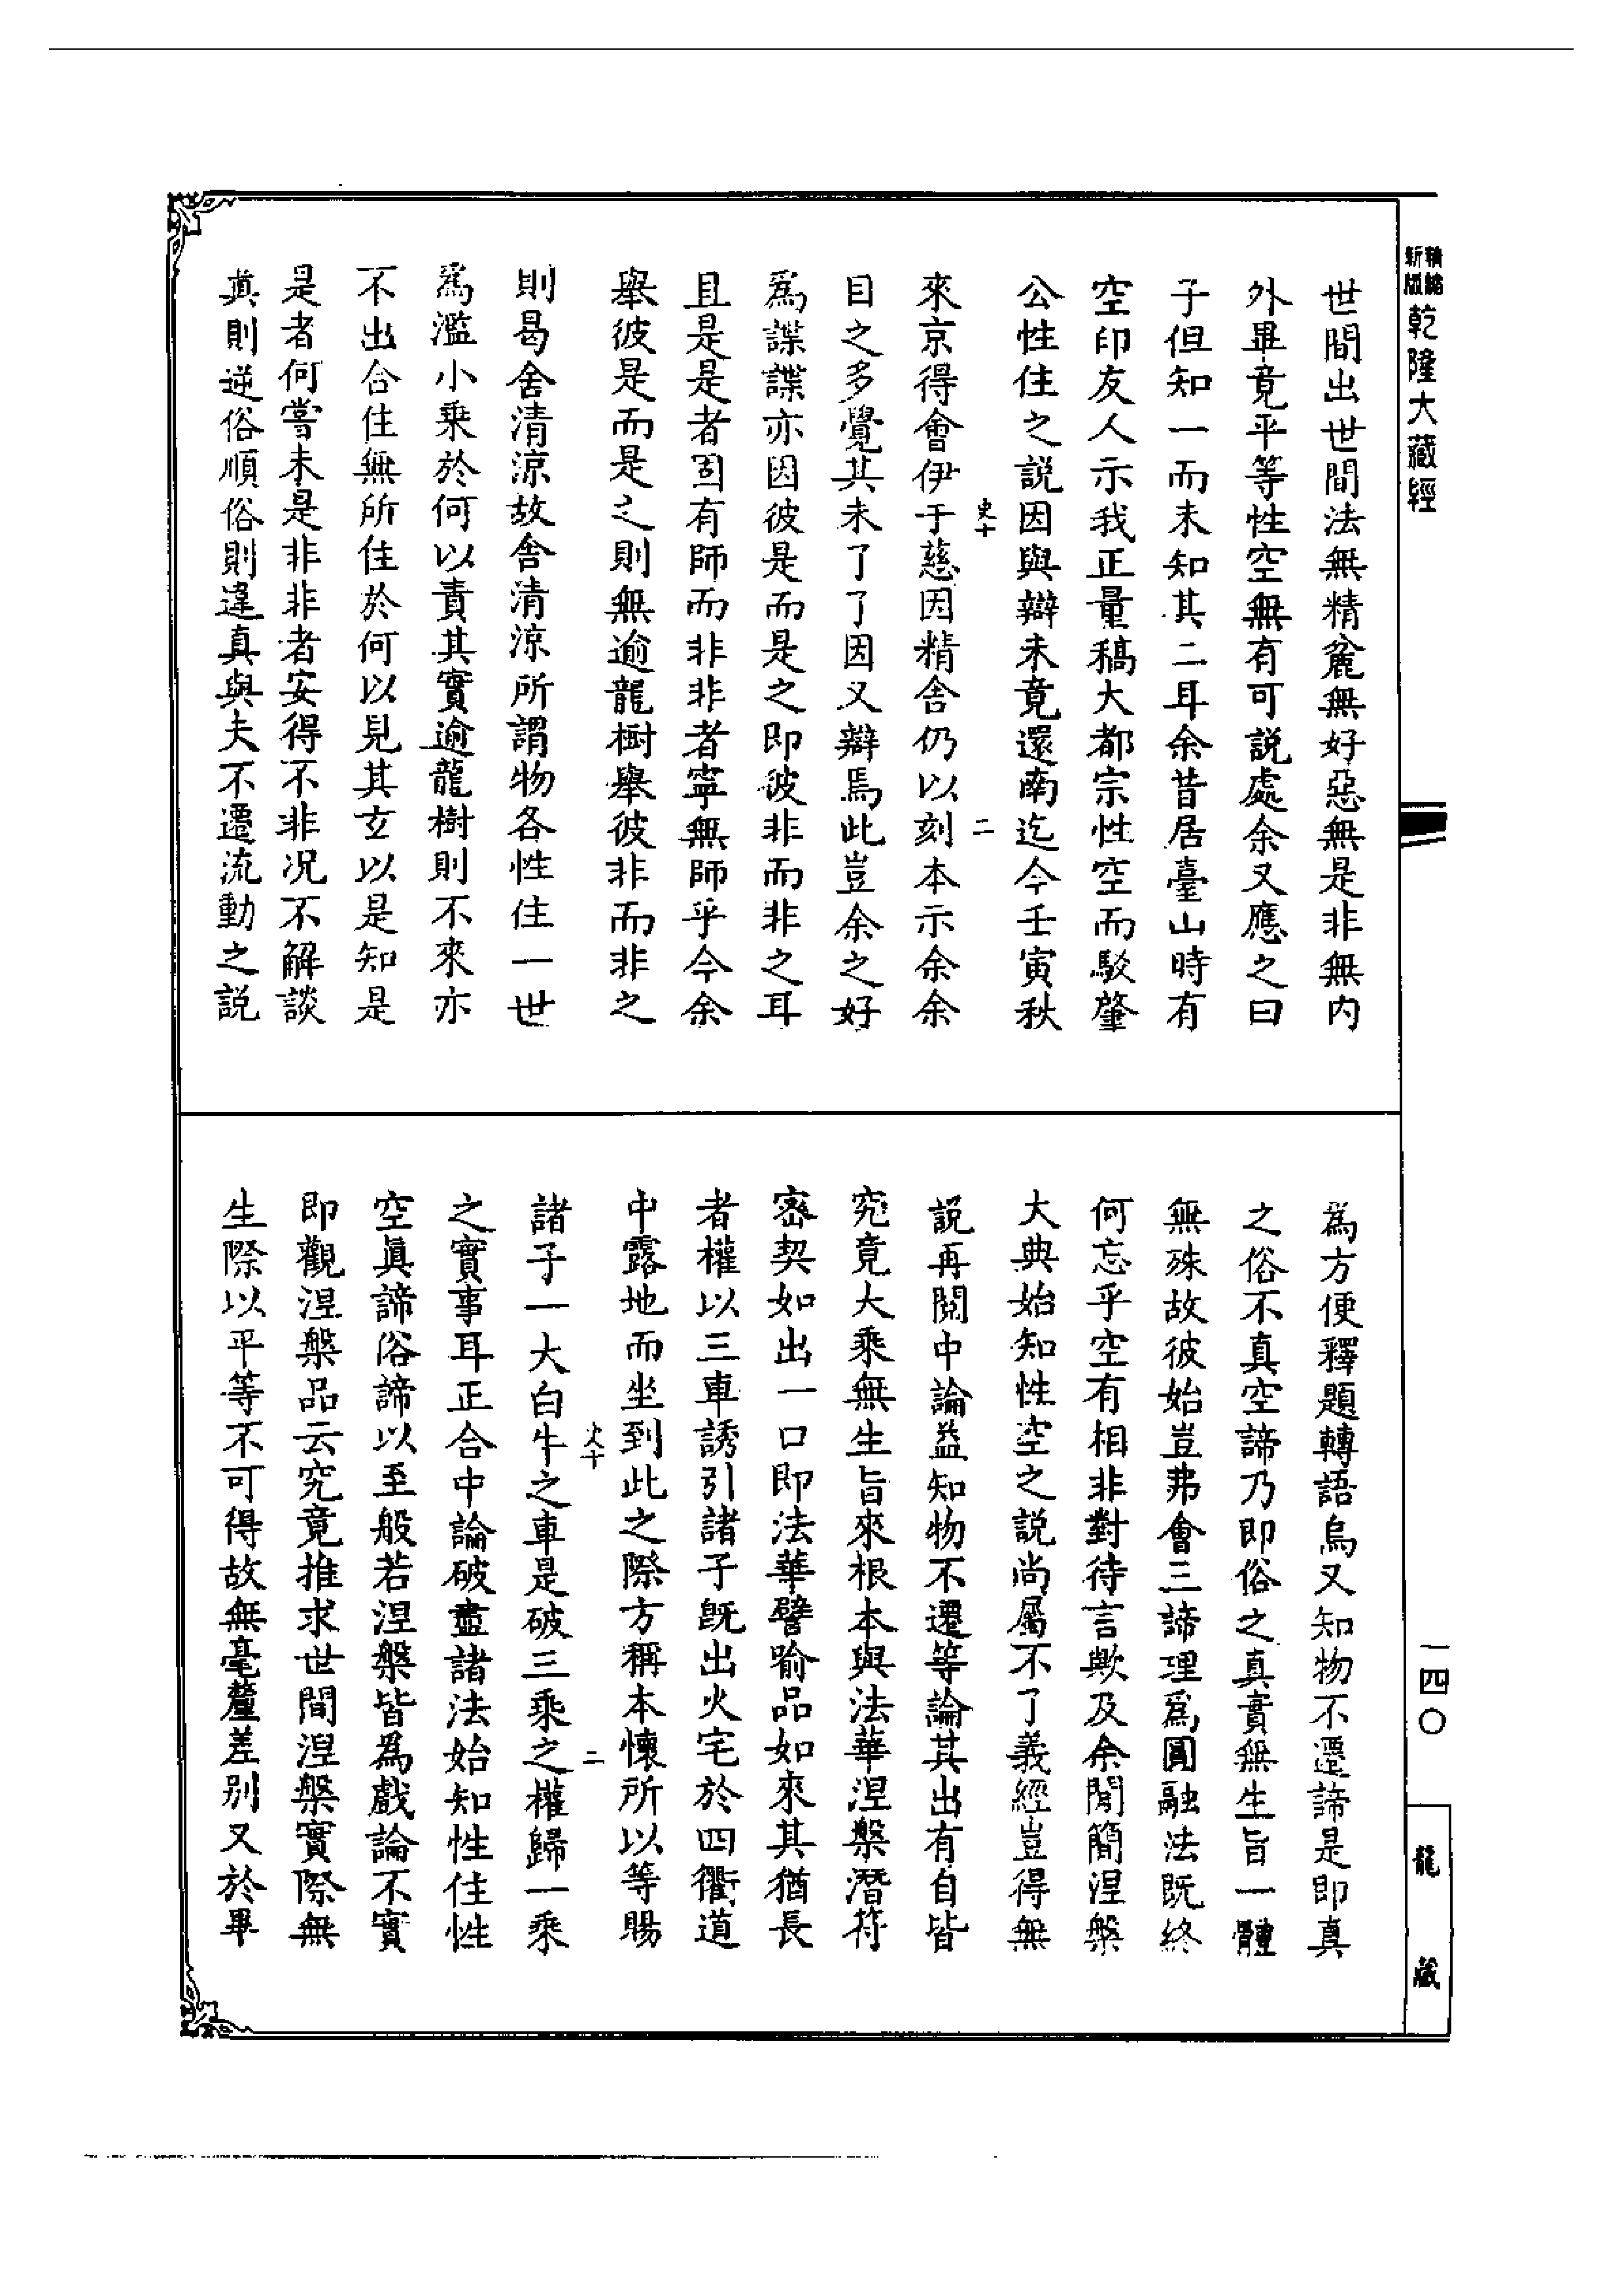 精縮新版乾隆大藏經
世間出世間法無精麄無好惡無是非無內
外畢竟平等性空無有可說處余又應之曰
子但知一而未知其二耳余昔居臺山時有
空印友人示我正量稿大都宗性空而駁肇
公性住之說因與辯未竟還南迄今壬寅秋
史十
二
來京得會伊于慈因精舍仍以刻本示余余
目之多覺其未了了因又辯焉此豈余之好
為諜諜亦因彼是而是之即彼非而非之耳
且是是者固有師而非非者寧無師乎今余
舉彼是而是之則無逾龍樹舉彼非而非之
則曷舍清涼故舍清涼所謂物各性住一世
為濫小乘於何以責其實逾龍樹則不來亦
不出合住無所住於何以見其玄以是知是
是者何嘗未是非非者安得不非况不解談
真則逆俗順俗則違真與夫不遷流動之說
為方便釋題轉語烏又知物不遷諦是即真
之俗不真空諦乃即俗之真實無生旨一體
無殊故彼始豈弗會三諦理為圓融法既終
何忘乎空有相非對待言歟及余閱簡涅槃
大典始知性空之說尚屬不了義經豈得無
說再閱中論益知物不遷等論其出有自皆
究竟大乘無生旨來根本與法華涅槃潛符
密契如出一口即法華譬喻品如來其猶長
者權以三車誘引諸子既出火宅於四衢道
中露地而坐到此之際方稱本懷所以等賜
史十
二
諸子一大白牛之車是破三乘之權歸一乘
之實事耳正合中論破盡諸法始知性住性
空眞諦俗諦以至般若涅槃皆為戲論不實
即觀涅槃品云究竟推求世間涅槃實際無
生際以平等不可得故無毫釐差別又於畢
一四〇
龍藏